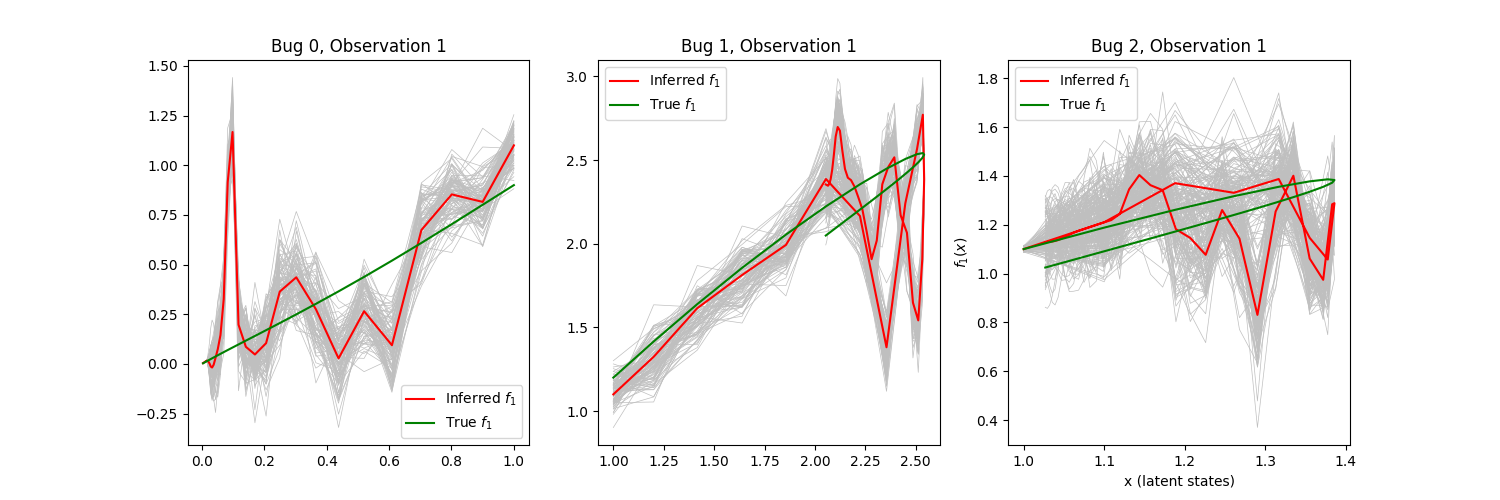 Bug 0, Observation 1
1.50
1.25
1.00
0.75
0.50
0.25
0.00
−0.25
0.0 0.2 0.4 0.6 0.8 1.0
Inferred f₁
True f₁
Bug 1, Observation 1
3.0
2.5
2.0
1.5
1.0
1.00 1.25 1.50 1.75 2.00 2.25 2.50
Inferred f₁
True f₁
Bug 2, Observation 1
1.8
1.6
1.4
1.2
1.0
0.8
0.6
0.4
1.0 1.1 1.2 1.3 1.4
f₁(x)
x (latent states)
Inferred f₁
True f₁